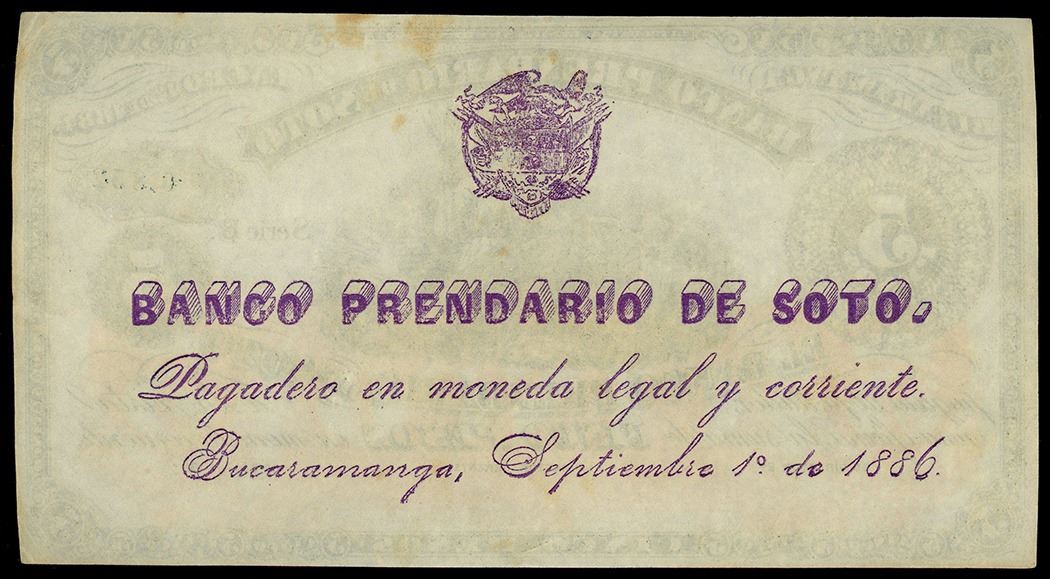 BANCO PRENDARIO DE SOTO.
Pagadero en moneda legal y corriente.
Bucaramanga, Septiembre 1º de 1886.